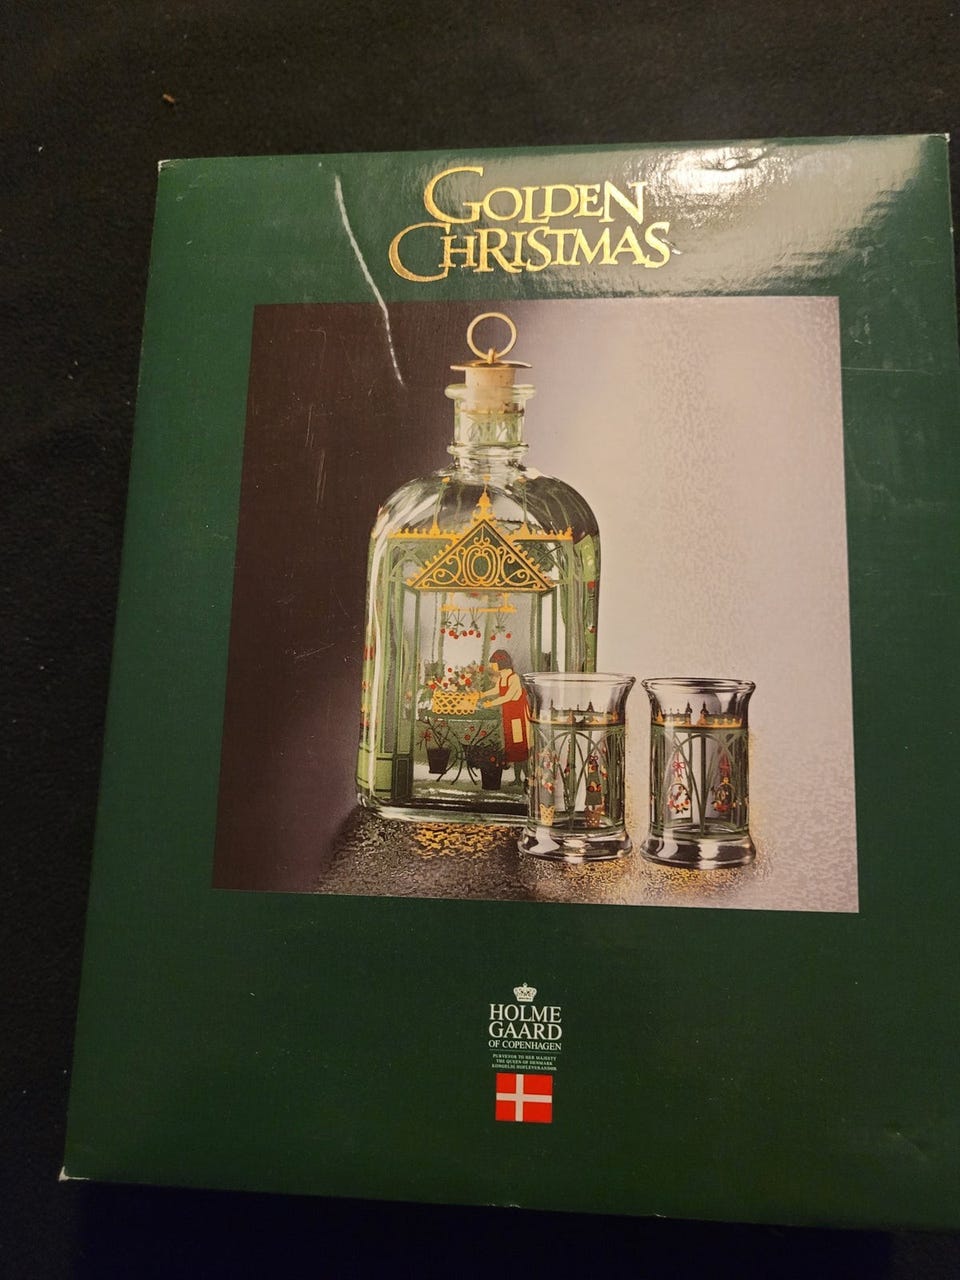 GOLDEN
CHRISTMAS
HOLME
GAARD
OF COPENHAGEN
PURVEYOR TO HER MAJESTY
THE QUEEN OF DENMARK
KONGELIG HOFLEVERANDØR